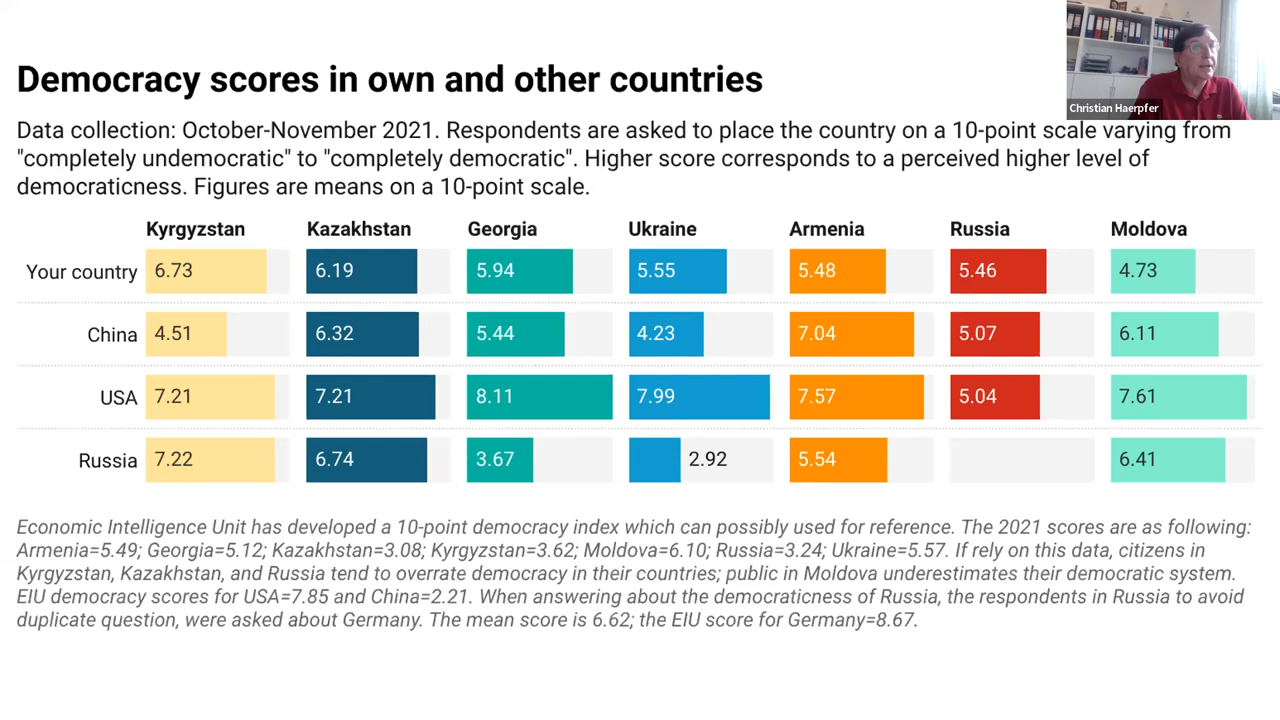 Christian Haerpfer
Democracy scores in own and other countries
Data collection: October-November 2021. Respondents are asked to place the country on a 10-point scale varying from
"completely undemocratic" to "completely democratic". Higher score corresponds to a perceived higher level of
democraticness. Figures are means on a 10-point scale.
Kyrgyzstan Kazakhstan Georgia Ukraine Armenia Russia Moldova
Your country 6.73 6.19 5.94 5.55 5.48 5.46 4.73
China 4.51 6.32 5.44 4.23 7.04 5.07 6.11
USA 7.21 7.21 8.11 7.99 7.57 5.04 7.61
Russia 7.22 6.74 3.67 2.92 5.54 6.41
Economic Intelligence Unit has developed a 10-point democracy index which can possibly used for reference. The 2021 scores are as following:
Armenia=5.49; Georgia=5.12; Kazakhstan=3.08; Kyrgyzstan=3.62; Moldova=6.10; Russia=3.24; Ukraine=5.57. If rely on this data, citizens in
Kyrgyzstan, Kazakhstan, and Russia tend to overrate democracy in their countries; public in Moldova underestimates their democratic system.
EIU democracy scores for USA=7.85 and China=2.21. When answering about the democraticness of Russia, the respondents in Russia to avoid
duplicate question, were asked about Germany. The mean score is 6.62; the EIU score for Germany=8.67.